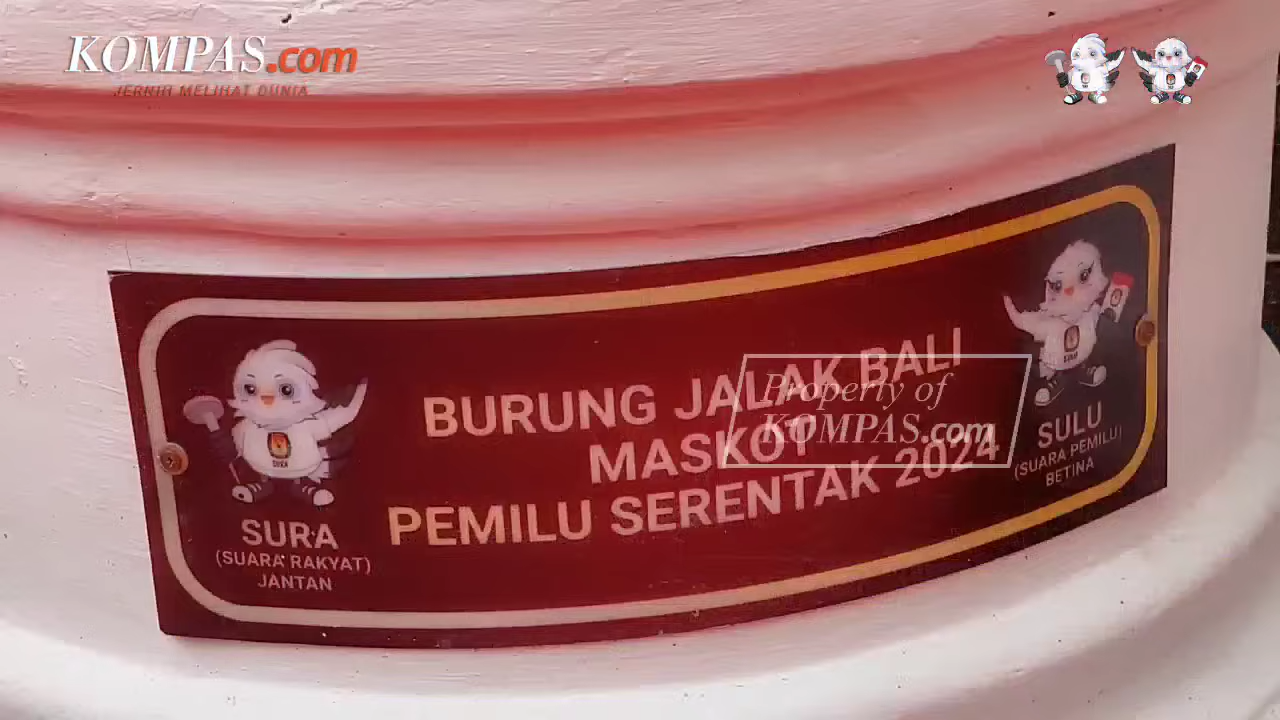 KOMPAS.com
JERNIH MELIHAT DUNIA
BURUNG JALAK BALI
MASKOT
PEMILU SERENTAK 2024
SURA
(SUARA RAKYAT)
JANTAN
SULU
(SUARA PEMILU)
BETINA
Property of
KOMPAS.com